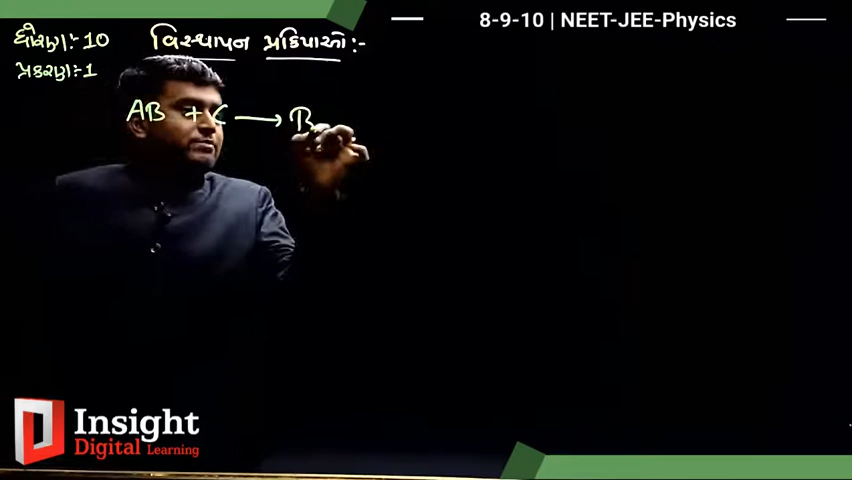 8-9-10 | NEET-JEE-Physics
ધોરણ:- 10 વિસ્થાપન પ્રક્રિયાઓ :-
પ્રકરણ:- 1
AB + C ⟶ B
Insight
Digital Learning